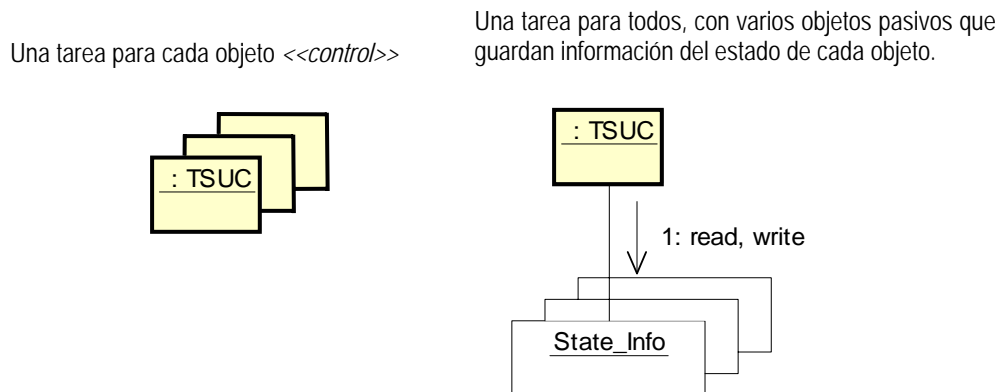 Una tarea para cada objeto <<control>>
Una tarea para todos, con varios objetos pasivos que
guardan información del estado de cada objeto.
: TSUC
: TSUC
1: read, write
State_Info